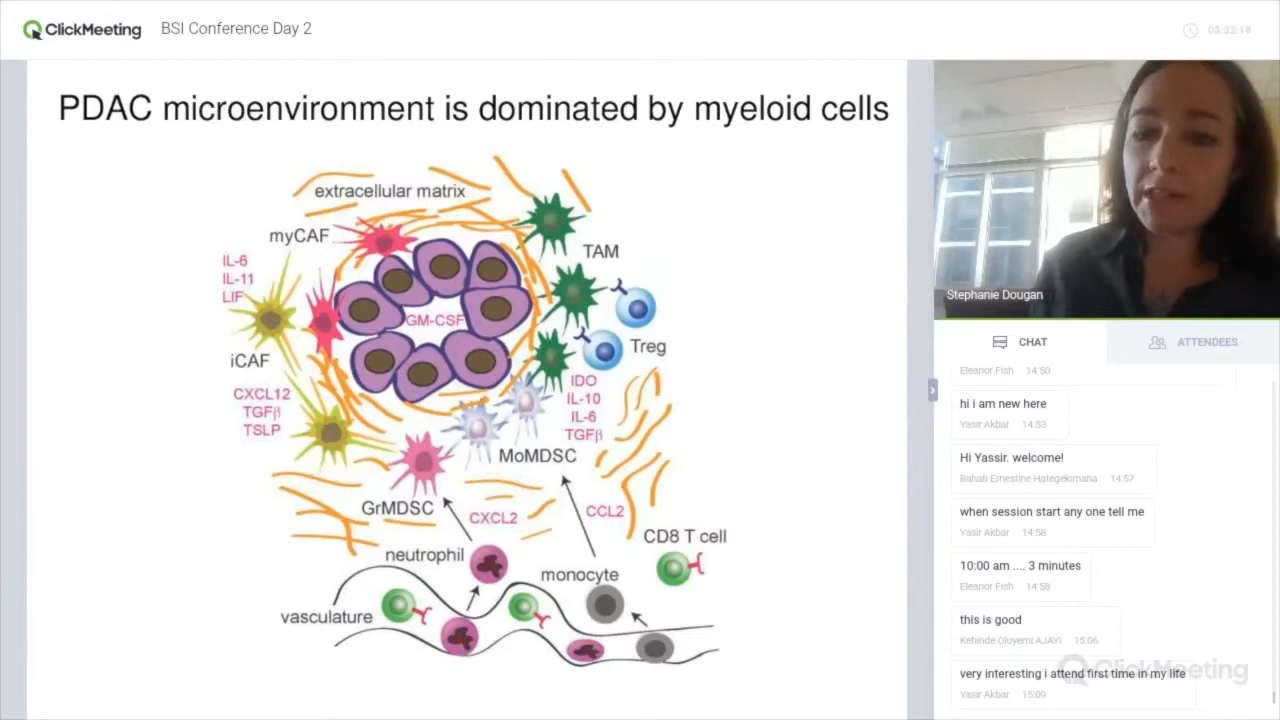 ClickMeeting
BSI Conference Day 2
03:22:18
PDAC microenvironment is dominated by myeloid cells
extracellular matrix
myCAF
TAM
IL-6
IL-11
LIF
GM-CSF
iCAF
Treg
CXCL12
TGFβ
TSLP
IDO
IL-10
IL-6
TGFβ
MoMDSC
GrMDSC
CXCL2
CCL2
CD8 T cell
neutrophil
monocyte
vasculature
Stephanie Dougan
CHAT
ATTENDEES
Eleanor Fish 14:50
hi i am new here
Yasir Akbar 14:53
Hi Yassir. welcome!
Bahati Ernestine Hategekimana 14:57
when session start any one tell me
Yasir Akbar 14:58
10:00 am .... 3 minutes
Eleanor Fish 14:58
this is good
Kehinde Oluyemi AJAYI 15:06
very interesting i attend first time in my life
Yasir Akbar 15:09
ClickMeeting